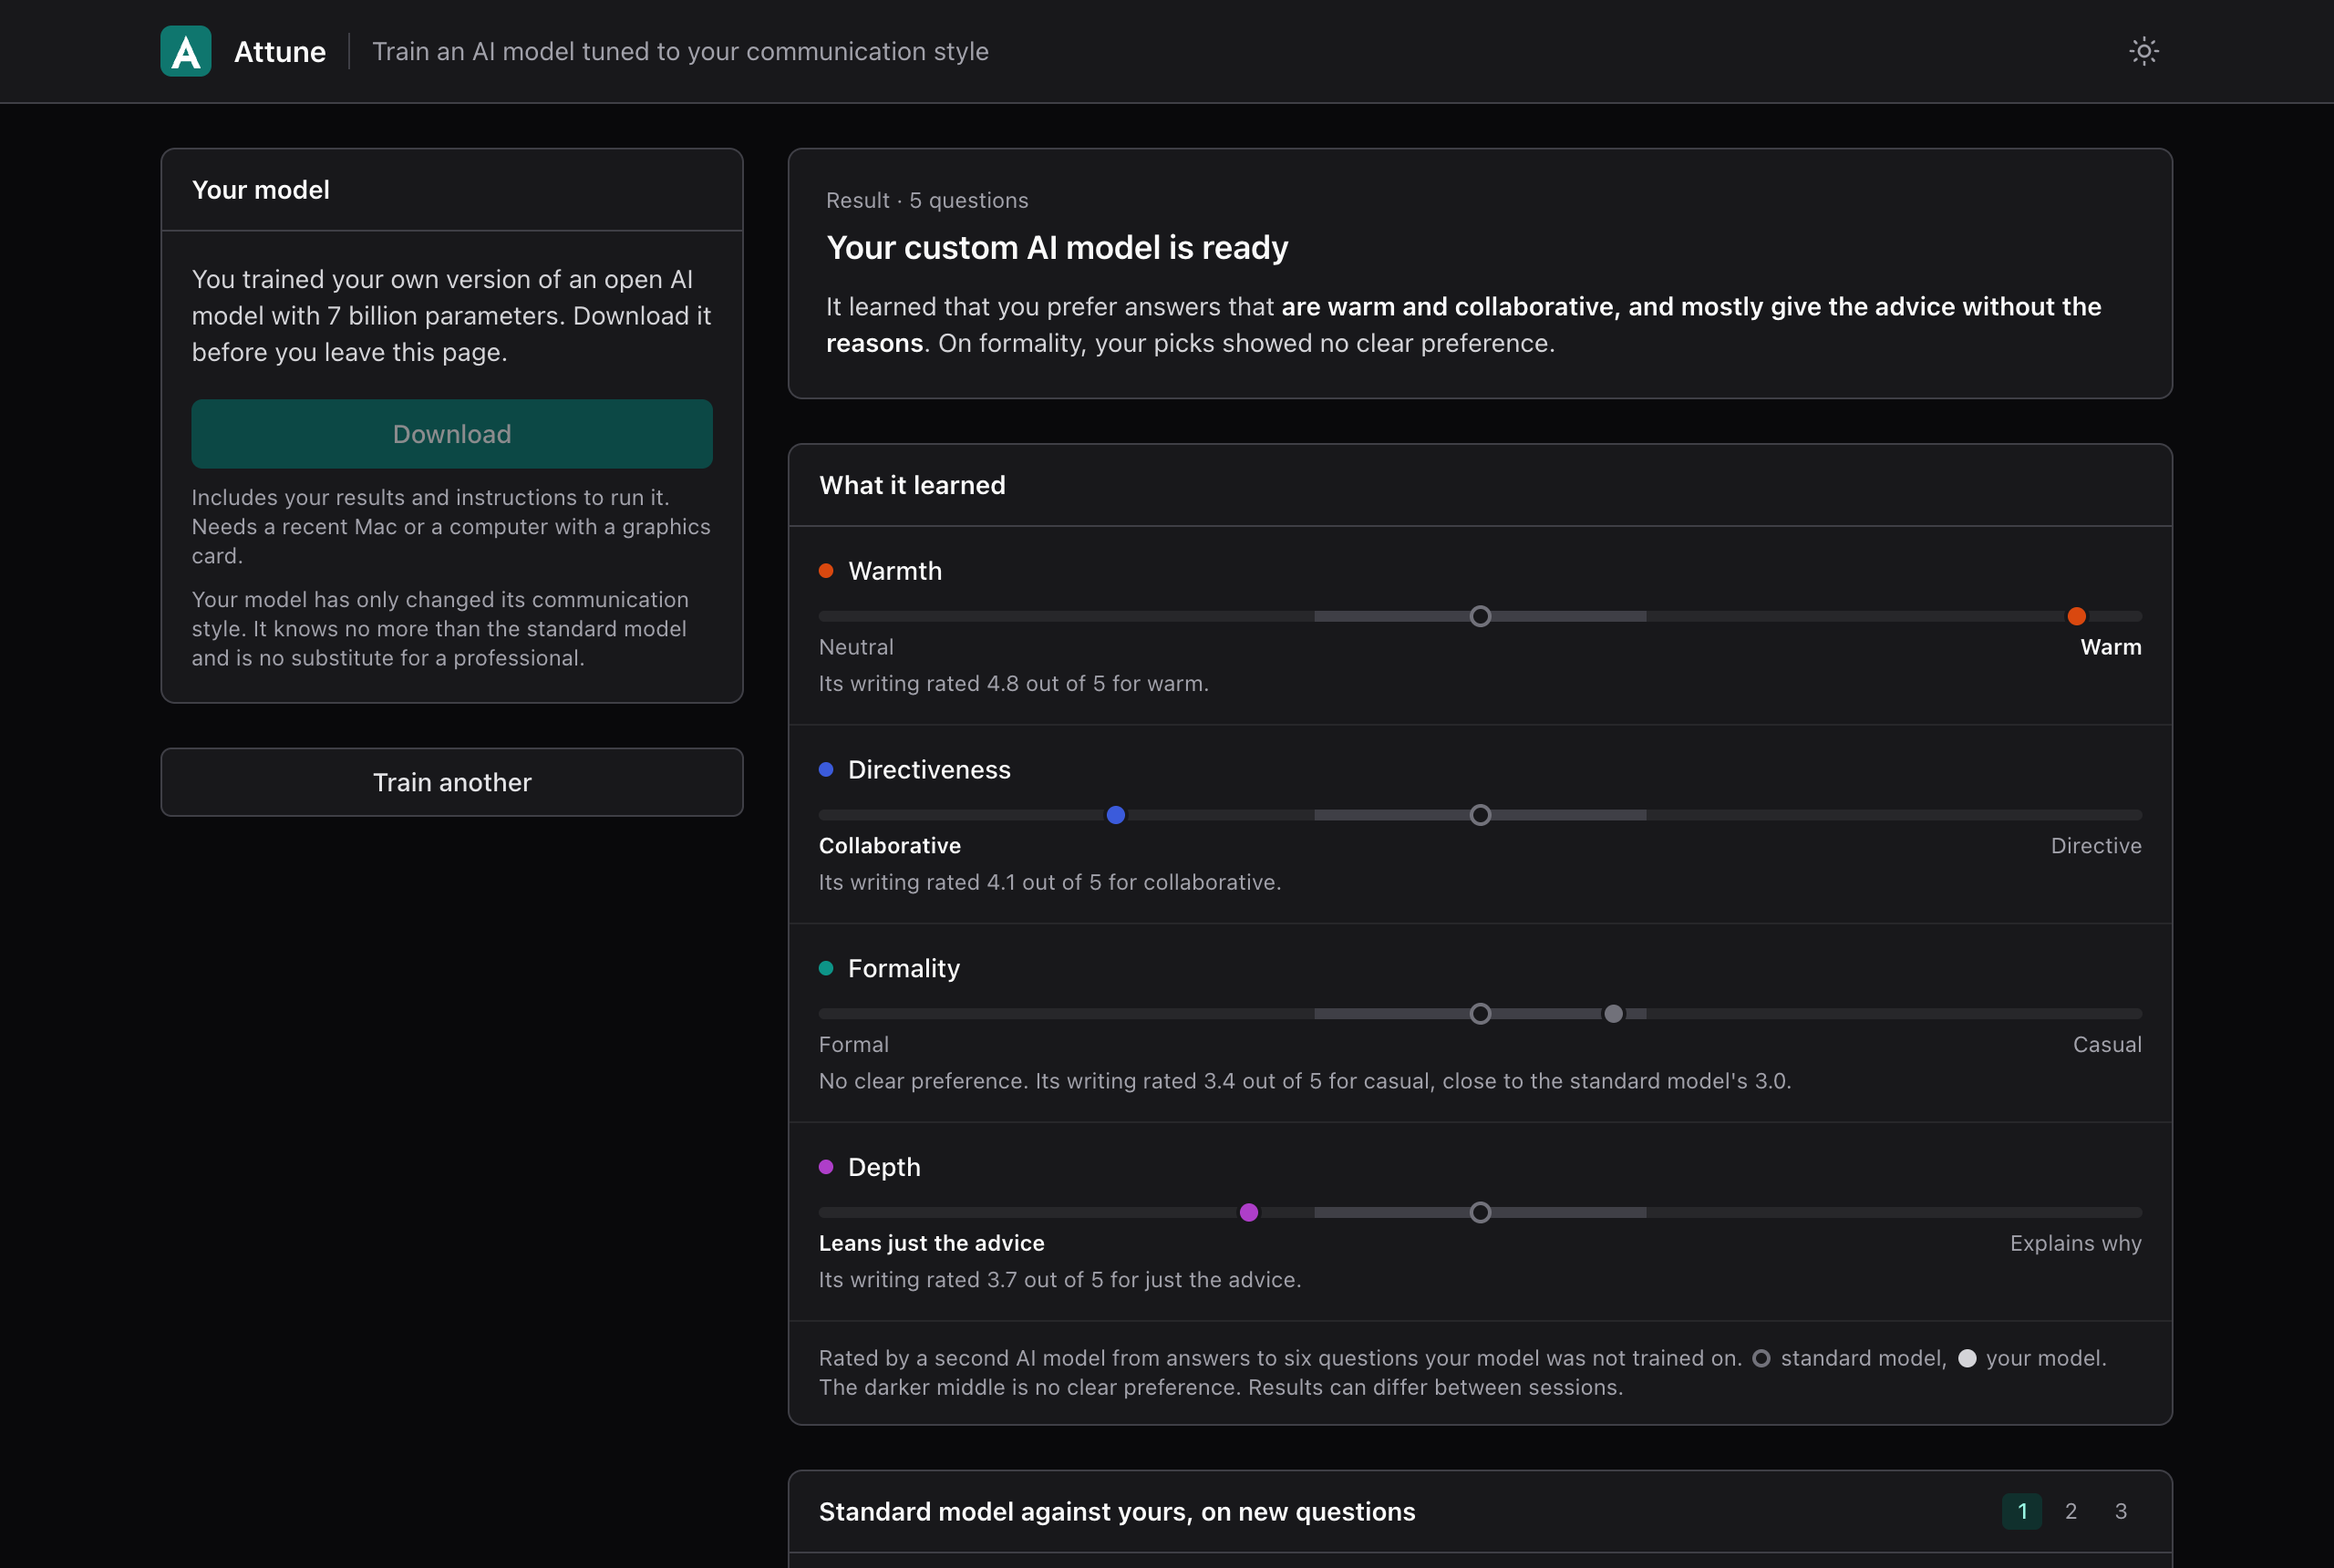 A
Attune
Train an AI model tuned to your communication style
Your model
You trained your own version of an open AI
model with 7 billion parameters. Download it
before you leave this page.
Download
Includes your results and instructions to run it.
Needs a recent Mac or a computer with a graphics
card.
Your model has only changed its communication
style. It knows no more than the standard model
and is no substitute for a professional.
Train another
Result · 5 questions
Your custom AI model is ready
It learned that you prefer answers that are warm and collaborative, and mostly give the advice without the
reasons. On formality, your picks showed no clear preference.
What it learned
Warmth
Neutral
Warm
Its writing rated 4.8 out of 5 for warm.
Directiveness
Collaborative
Directive
Its writing rated 4.1 out of 5 for collaborative.
Formality
Formal
Casual
No clear preference. Its writing rated 3.4 out of 5 for casual, close to the standard model's 3.0.
Depth
Leans just the advice
Explains why
Its writing rated 3.7 out of 5 for just the advice.
Rated by a second AI model from answers to six questions your model was not trained on. standard model, your model.
The darker middle is no clear preference. Results can differ between sessions.
Standard model against yours, on new questions
1 2 3